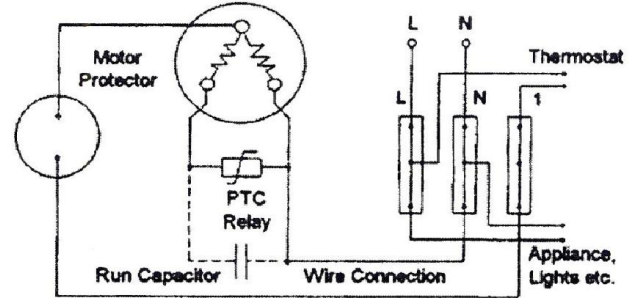 L N
Motor
Protector
Thermostat
L N 1
PTC
Relay
Run Capacitor
Wire Connection
Appliance,
Lights etc.